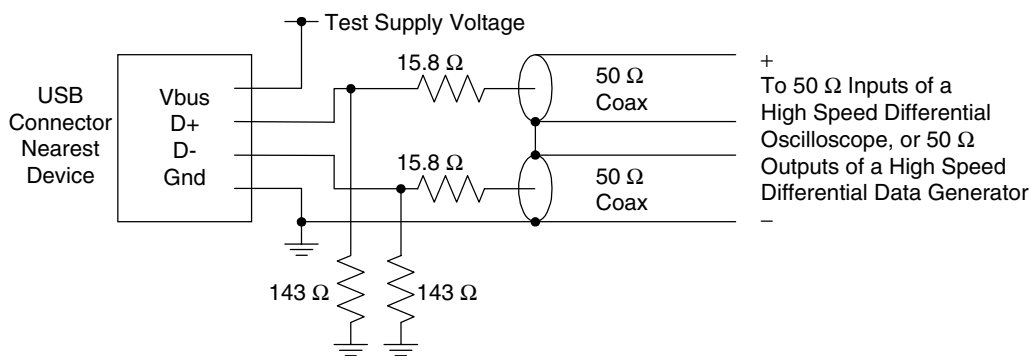 Test Supply Voltage
USB
Connector
Nearest
Device
Vbus
D+
D-
Gnd
15.8 Ω
50 Ω
Coax
15.8 Ω
50 Ω
Coax
+
To 50 Ω Inputs of a
High Speed Differential
Oscilloscope, or 50 Ω
Outputs of a High Speed
Differential Data Generator
−
143 Ω
143 Ω